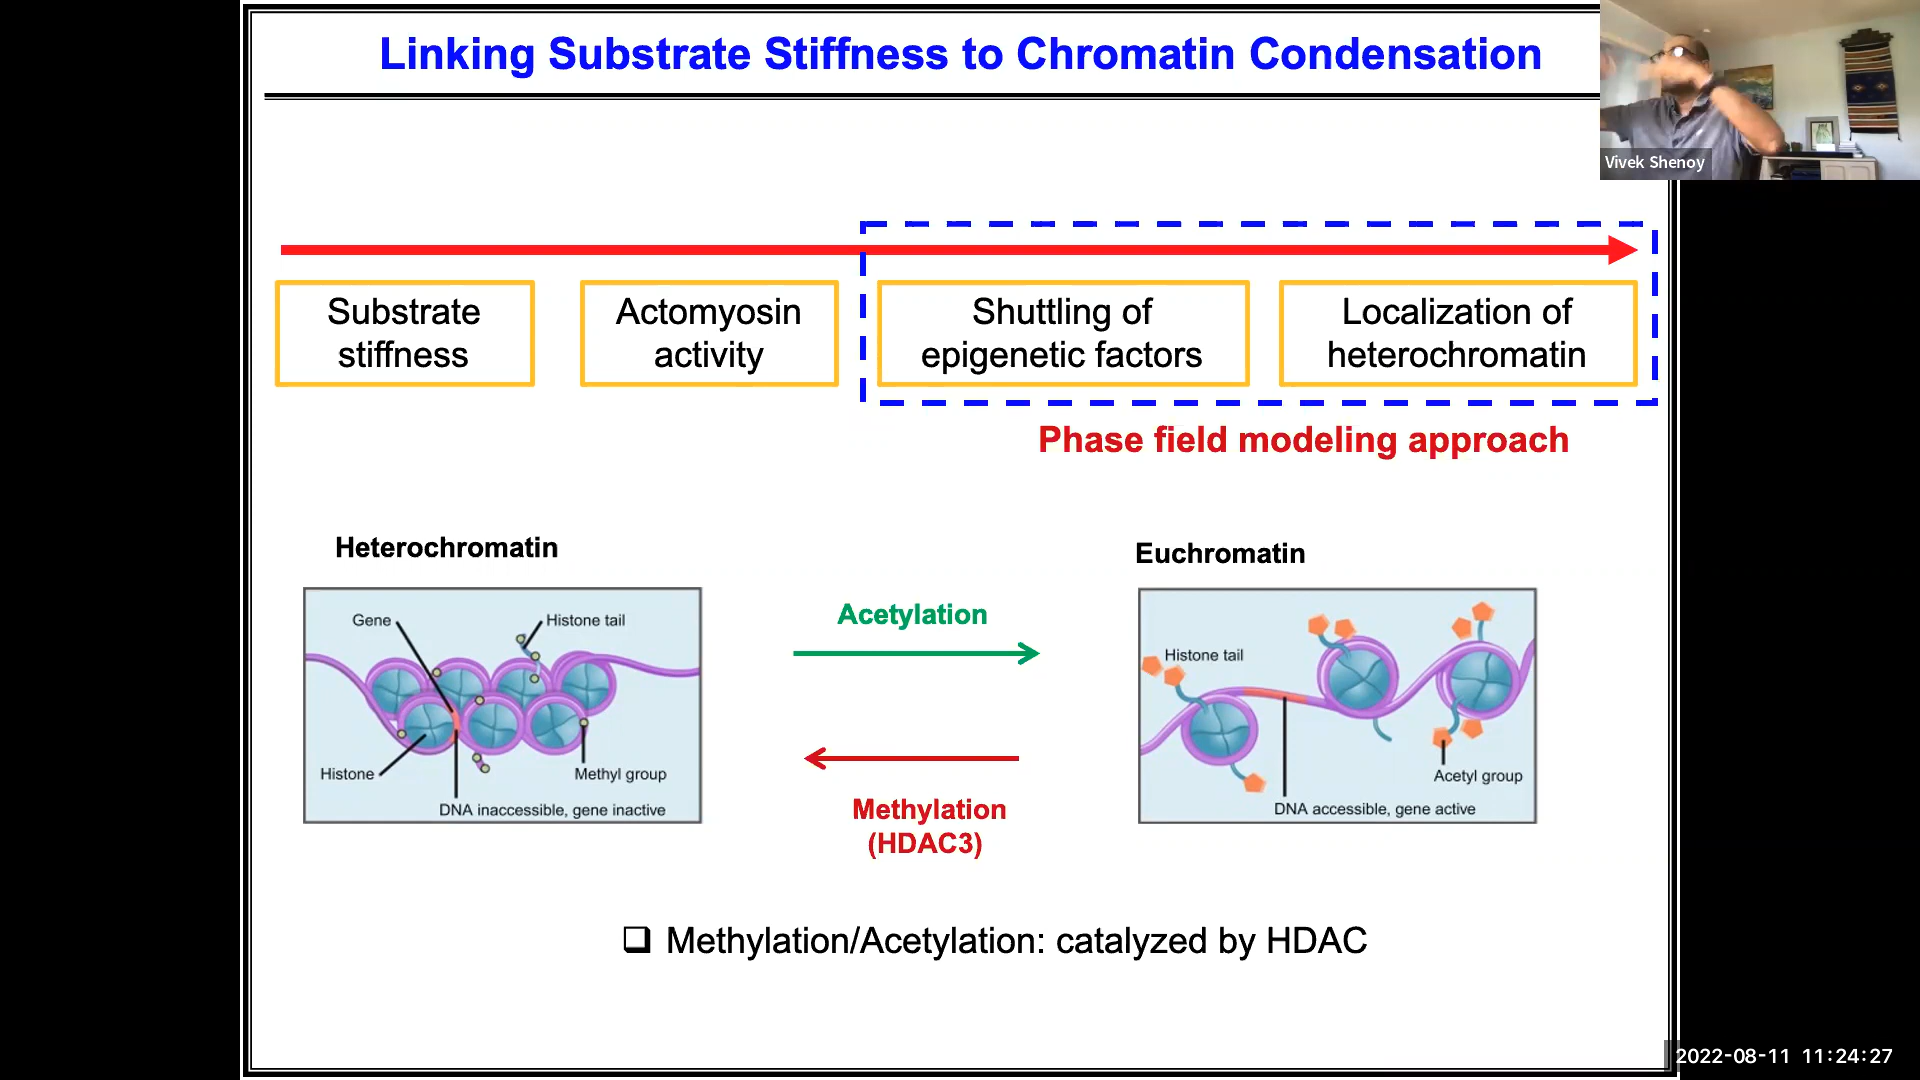 Linking Substrate Stiffness to Chromatin Condensation
Vivek Shenoy
Substrate
stiffness
Actomyosin
activity
Shuttling of
epigenetic factors
Localization of
heterochromatin
Phase field modeling approach
Heterochromatin
Gene
Histone tail
Histone
Methyl group
DNA inaccessible, gene inactive
Acetylation
Methylation
(HDAC3)
Euchromatin
Histone tail
Acetyl group
DNA accessible, gene active
❑ Methylation/Acetylation: catalyzed by HDAC
2022-08-11 11:24:27